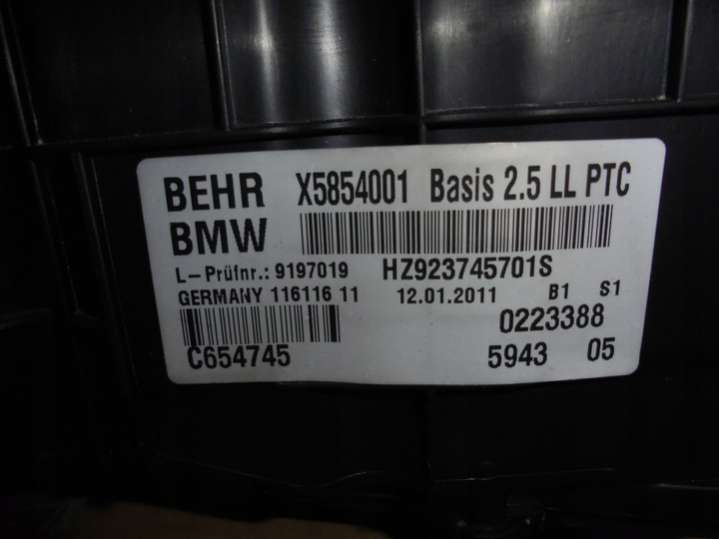 BEHR X5854001 Basis 2.5 LL PTC
BMW
L-Prüfnr.: 9197019 HZ923745701S
GERMANY 116116 11 12.01.2011 B1 S1
0223388
C654745 5943 05